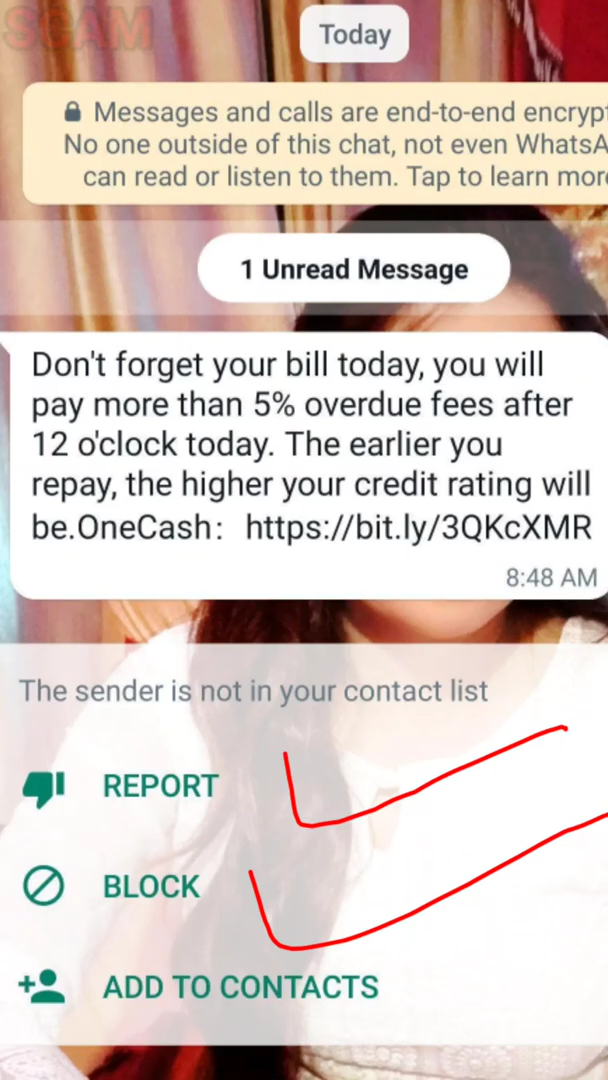 SCAM
Today
Messages and calls are end-to-end encrypt
No one outside of this chat, not even WhatsA
can read or listen to them. Tap to learn mor
1 Unread Message
Don't forget your bill today, you will
pay more than 5% overdue fees after
12 o'clock today. The earlier you
repay, the higher your credit rating will
be.OneCash： https://bit.ly/3QKcXMR
8:48 AM
The sender is not in your contact list
REPORT
BLOCK
ADD TO CONTACTS